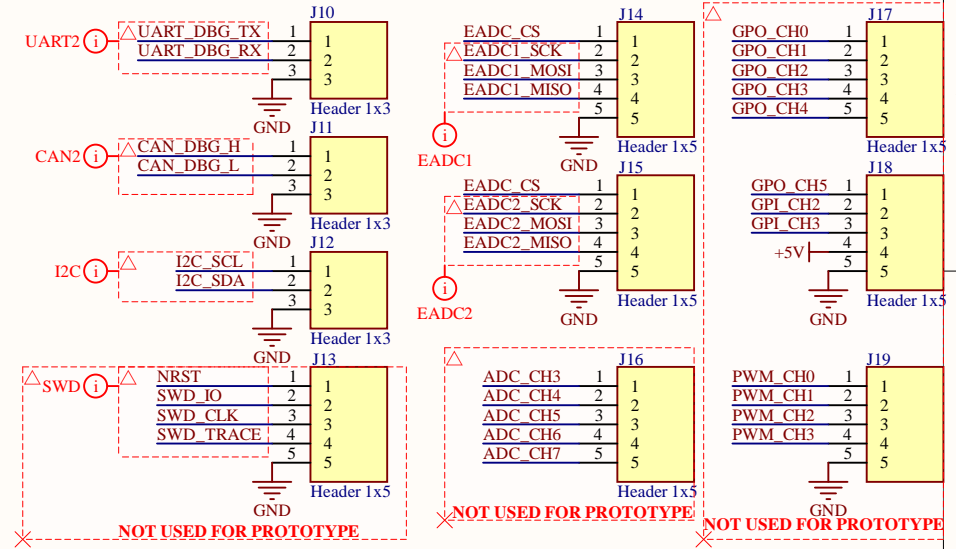 J10
UART2
i
UART_DBG_TX 1 1
UART_DBG_RX 2 2
3 3
GND
Header 1x3
J11
CAN2
i
CAN_DBG_H 1 1
CAN_DBG_L 2 2
3 3
GND
Header 1x3
J12
I2C
i
I2C_SCL 1 1
I2C_SDA 2 2
3 3
GND
Header 1x3
J13
SWD
i
NRST 1 1
SWD_IO 2 2
SWD_CLK 3 3
SWD_TRACE 4 4
5 5
GND
Header 1x5
NOT USED FOR PROTOTYPE
J14
EADC_CS 1 1
EADC1_SCK 2 2
EADC1_MOSI 3 3
EADC1_MISO 4 4
5 5
i
EADC1
GND
Header 1x5
J15
EADC_CS 1 1
EADC2_SCK 2 2
EADC2_MOSI 3 3
EADC2_MISO 4 4
5 5
i
EADC2
GND
Header 1x5
J16
ADC_CH3 1 1
ADC_CH4 2 2
ADC_CH5 3 3
ADC_CH6 4 4
ADC_CH7 5 5
Header 1x5
NOT USED FOR PROTOTYPE
J17
GPO_CH0 1 1
GPO_CH1 2 2
GPO_CH2 3 3
GPO_CH3 4 4
GPO_CH4 5 5
Header 1x5
J18
GPO_CH5 1 1
GPI_CH2 2 2
GPI_CH3 3 3
+5V 4 4
5 5
GND
Header 1x5
J19
PWM_CH0 1 1
PWM_CH1 2 2
PWM_CH2 3 3
PWM_CH3 4 4
5 5
GND
Header 1x5
NOT USED FOR PROTOTYPE